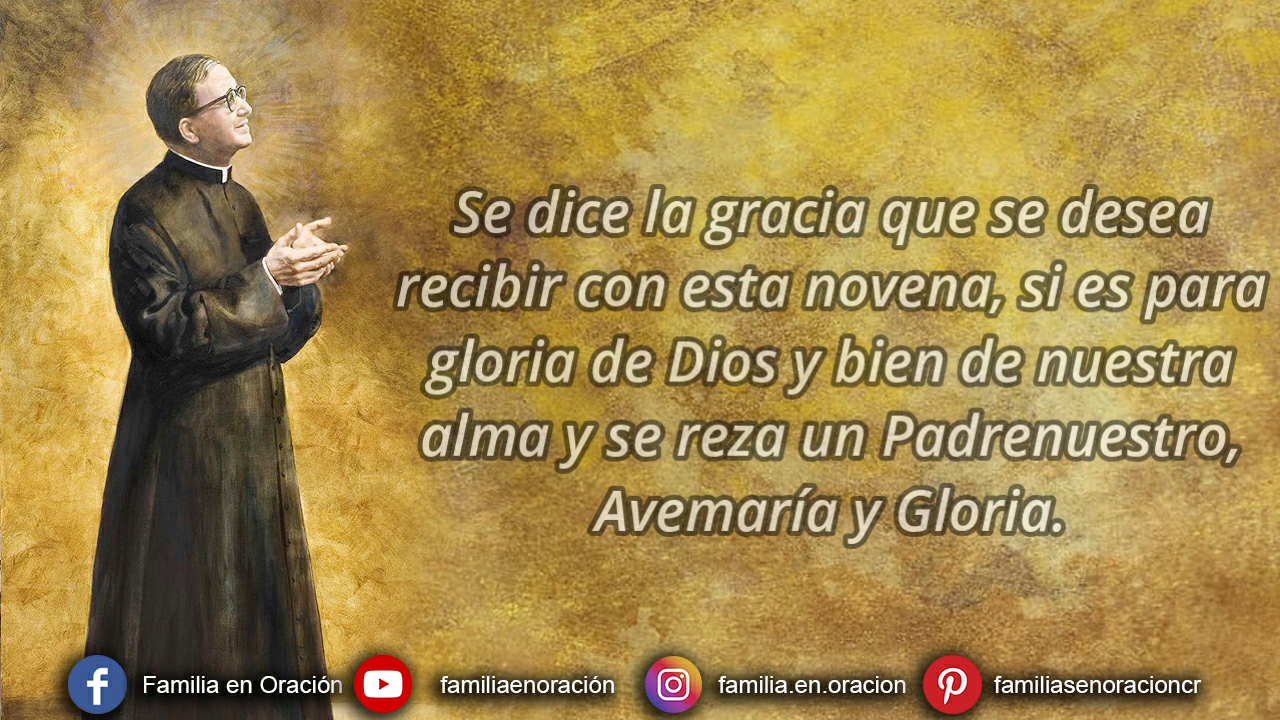 Se dice la gracia que se desea
recibir con esta novena, si es para
gloria de Dios y bien de nuestra
alma y se reza un Padrenuestro,
Avemaría y Gloria.
Familia en Oración
familiaenoración
familia.en.oracion
familiasenoracioncr